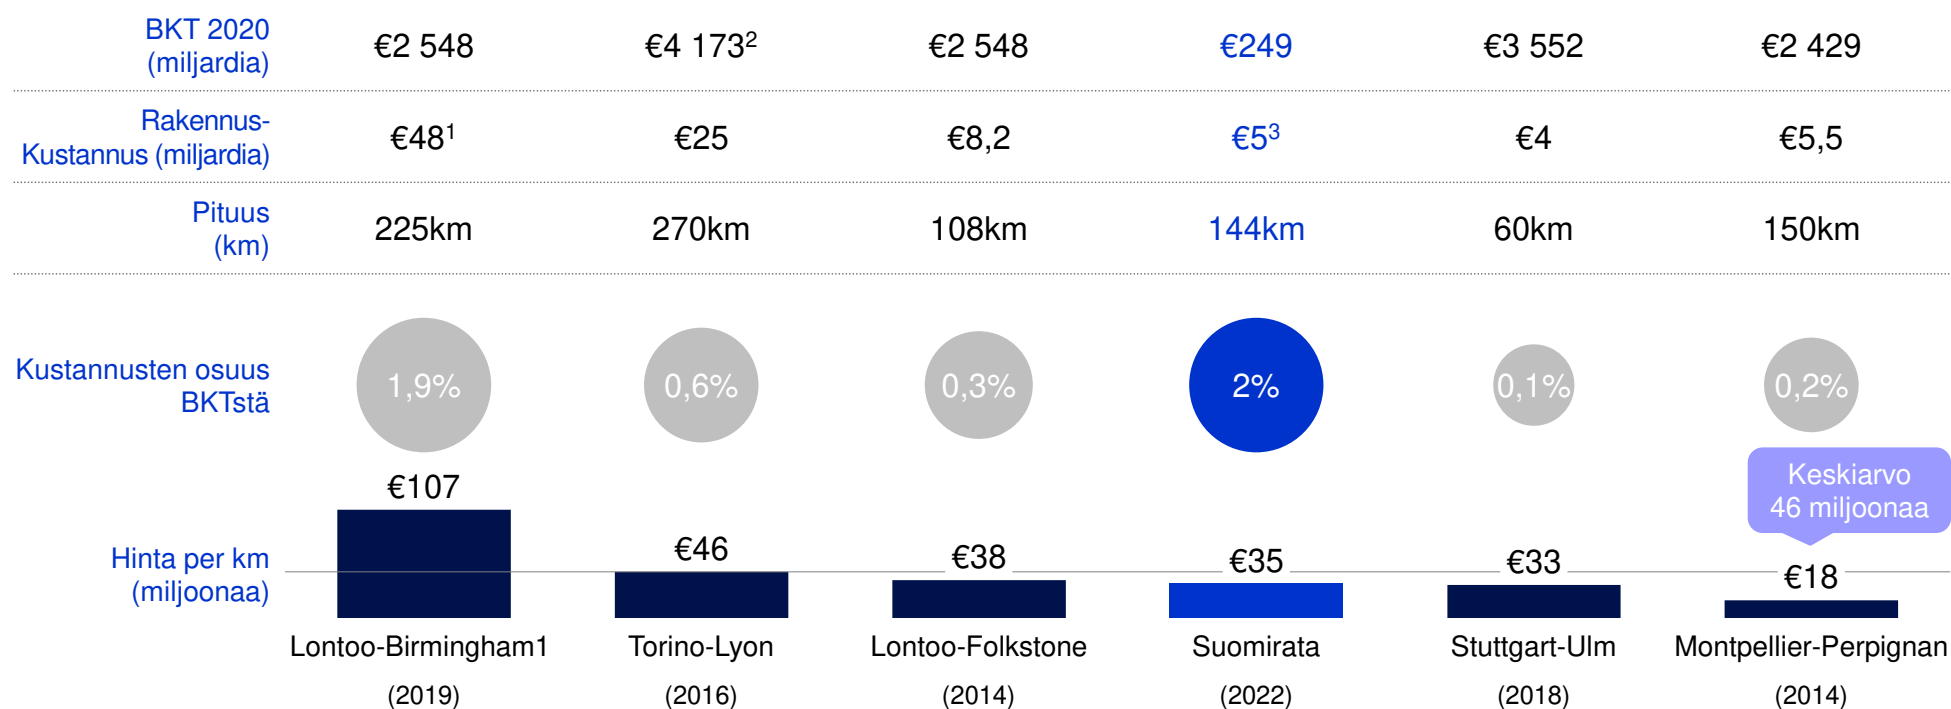 BKT 2020
(miljardia)
€2 548
€4 173²
€2 548
€249
€3 552
€2 429
Rakennus-
Kustannus (miljardia)
€48¹
€25
€8,2
€5³
€4
€5,5
Pituus
(km)
225km
270km
108km
144km
60km
150km
Kustannusten osuus
BKTstä
1,9%
0,6%
0,3%
2%
0,1%
0,2%
Keskiarvo
46 miljoonaa
Hinta per km
(miljoonaa)
€107
€46
€38
€35
€33
€18
Lontoo-Birmingham1
Torino-Lyon
Lontoo-Folkstone
Suomirata
Stuttgart-Ulm
Montpellier-Perpignan
(2019)
(2016)
(2014)
(2022)
(2018)
(2014)